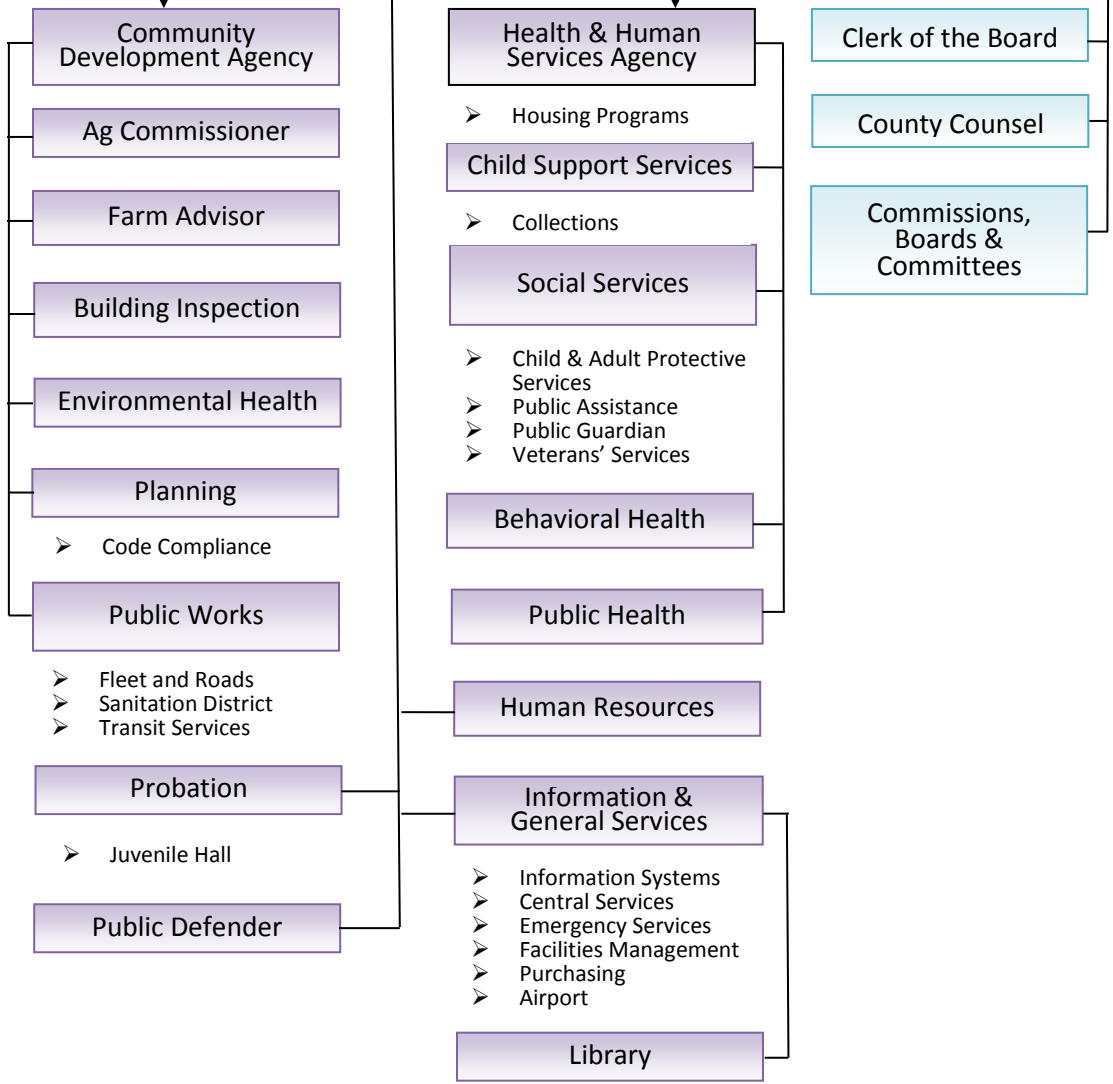 Community
Development Agency
Ag Commissioner
Farm Advisor
Building Inspection
Environmental Health
Planning
➢ Code Compliance
Public Works
➢ Fleet and Roads
➢ Sanitation District
➢ Transit Services
Probation
➢ Juvenile Hall
Public Defender
Health & Human
Services Agency
➢ Housing Programs
Child Support Services
➢ Collections
Social Services
➢ Child & Adult Protective
Services
➢ Public Assistance
➢ Public Guardian
➢ Veterans’ Services
Behavioral Health
Public Health
Human Resources
Information &
General Services
➢ Information Systems
➢ Central Services
➢ Emergency Services
➢ Facilities Management
➢ Purchasing
➢ Airport
Library
Clerk of the Board
County Counsel
Commissions,
Boards &
Committees